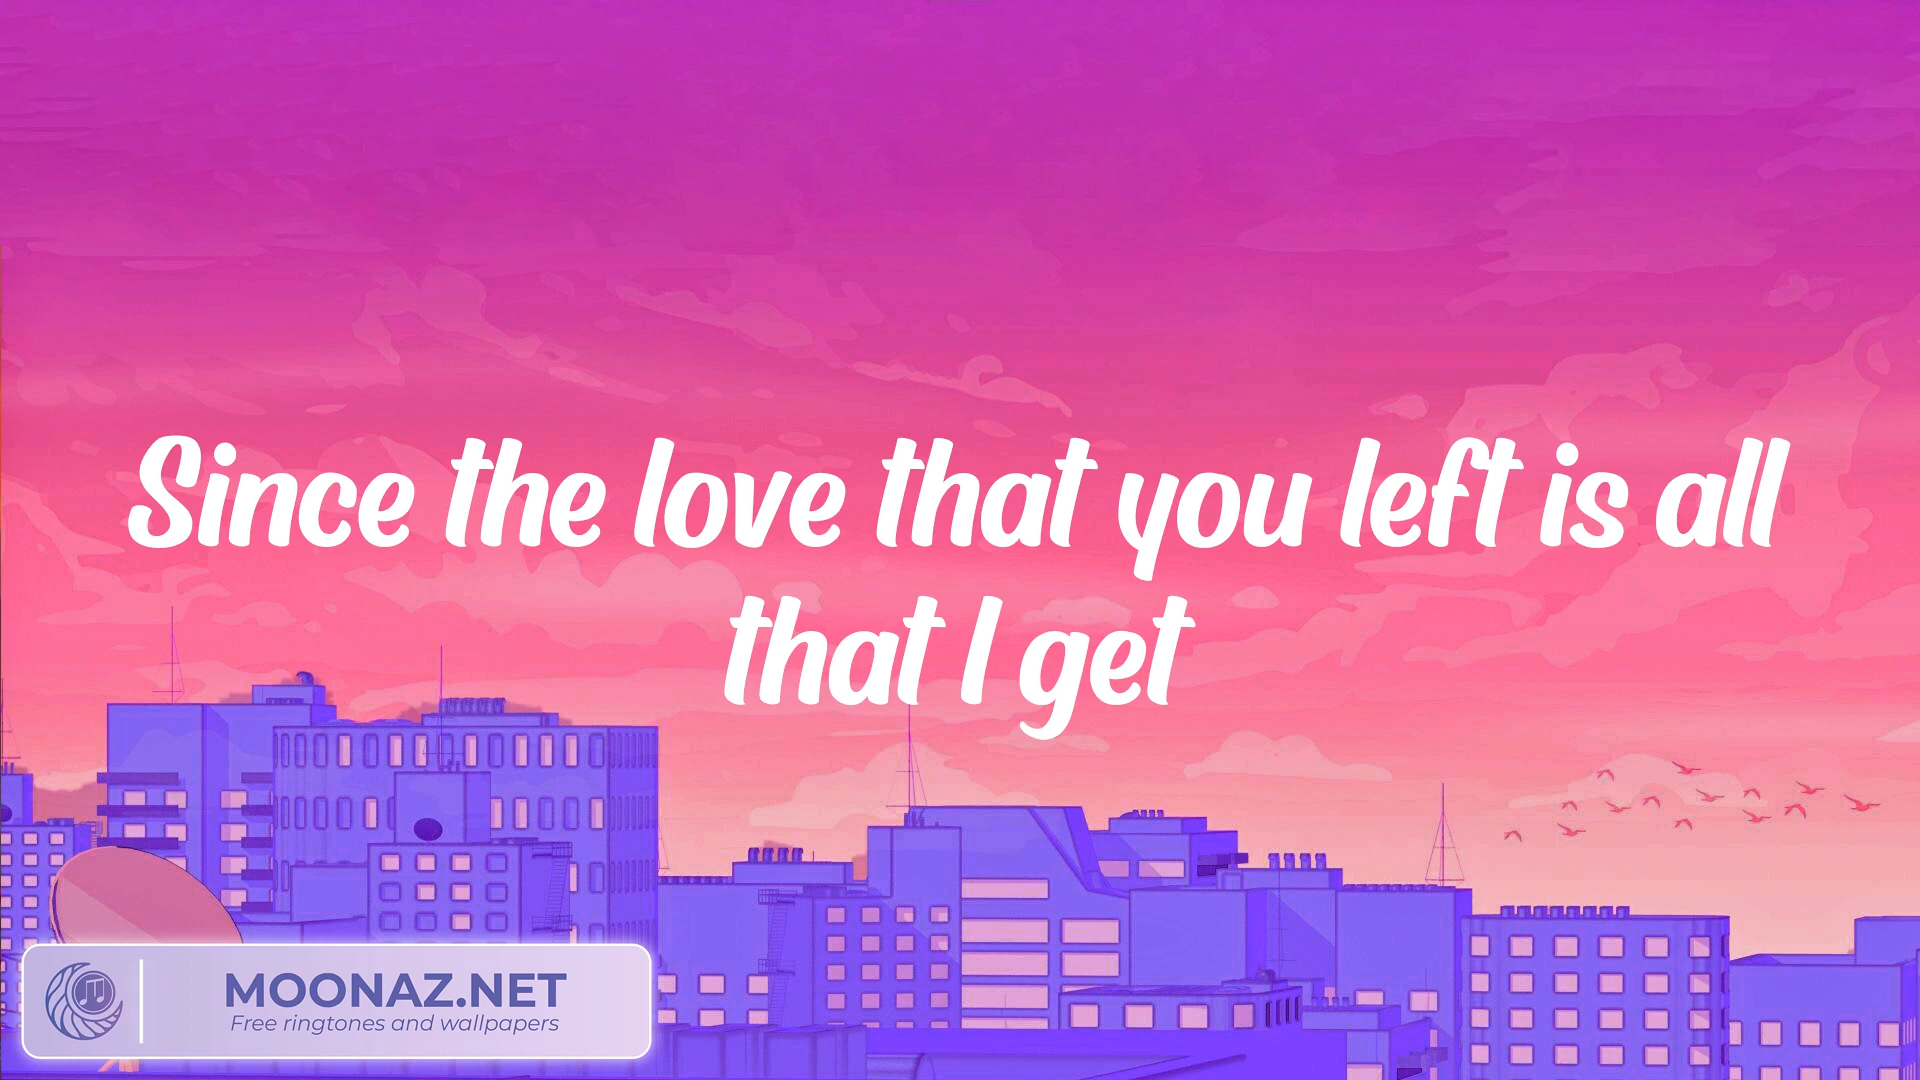 Since the love that you left is all
that I get
MOONAZ.NET
Free ringtones and wallpapers